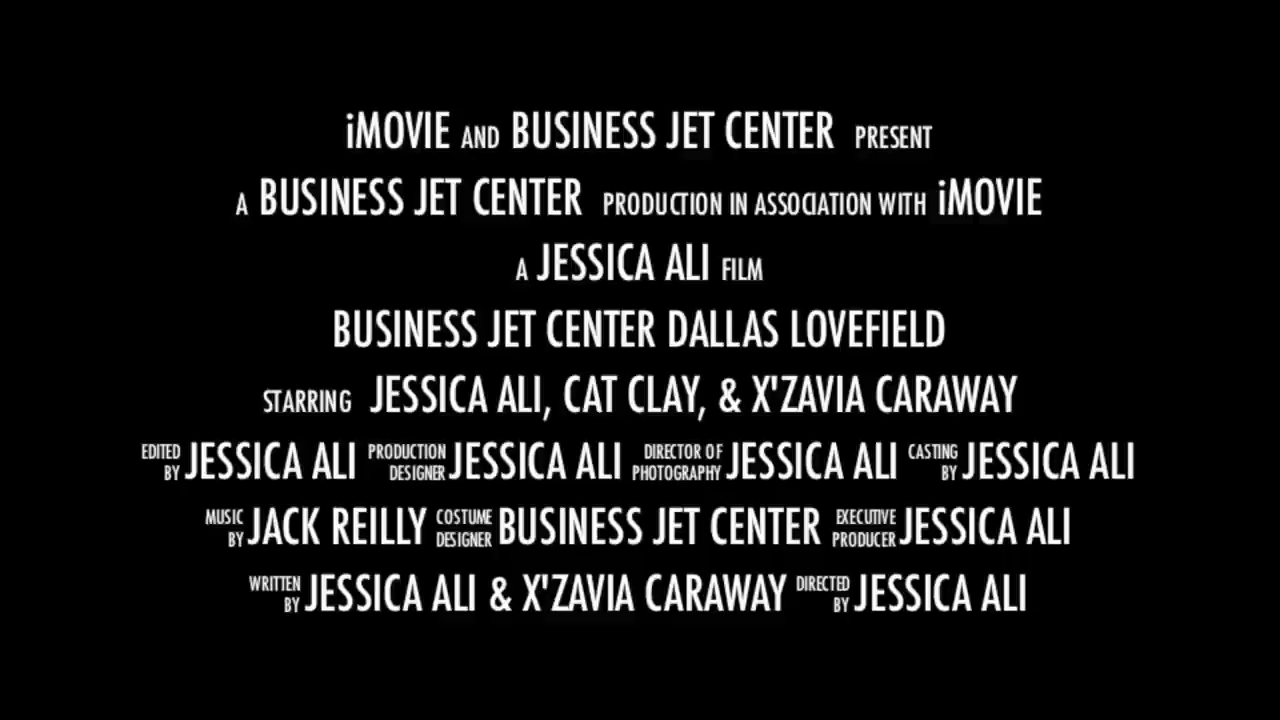 iMOVIE AND BUSINESS JET CENTER PRESENT
A BUSINESS JET CENTER PRODUCTION IN ASSOCIATION WITH iMOVIE
A JESSICA ALI FILM
BUSINESS JET CENTER DALLAS LOVEFIELD
STARRING JESSICA ALI, CAT CLAY, & X'ZAVIA CARAWAY
EDITED BY JESSICA ALI PRODUCTION DESIGNER JESSICA ALI DIRECTOR OF PHOTOGRAPHY JESSICA ALI CASTING BY JESSICA ALI
MUSIC BY JACK REILLY COSTUME DESIGNER BUSINESS JET CENTER EXECUTIVE PRODUCER JESSICA ALI
WRITTEN BY JESSICA ALI & X'ZAVIA CARAWAY DIRECTED BY JESSICA ALI